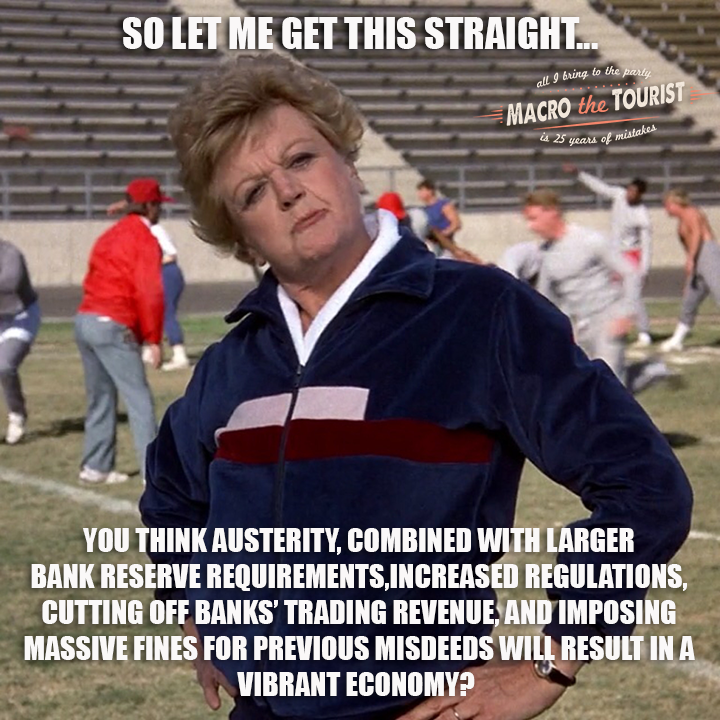 SO LET ME GET THIS STRAIGHT...
all I bring to the party
MACRO the TOURIST
is 25 years of mistakes
YOU THINK AUSTERITY, COMBINED WITH LARGER
BANK RESERVE REQUIREMENTS,INCREASED REGULATIONS,
CUTTING OFF BANKS' TRADING REVENUE, AND IMPOSING
MASSIVE FINES FOR PREVIOUS MISDEEDS WILL RESULT IN A
VIBRANT ECONOMY?